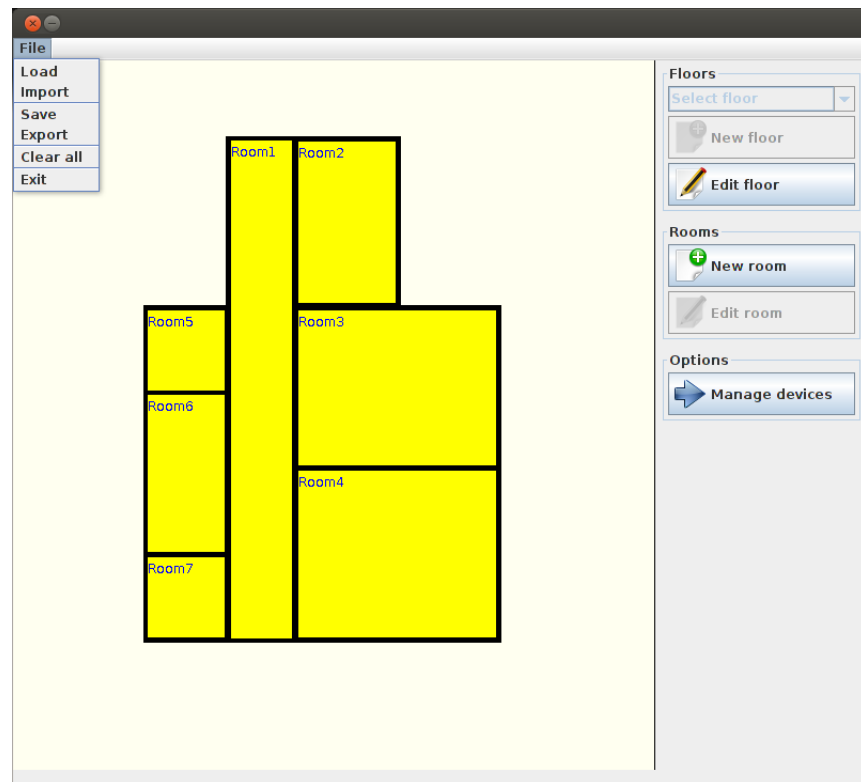 File
Load
Import
Save
Export
Clear all
Exit
Room1
Room2
Room5
Room3
Room6
Room4
Room7
Floors
Select floor
New floor
Edit floor
Rooms
New room
Edit room
Options
Manage devices